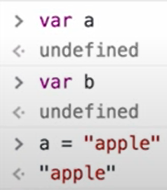 > var a
<· undefined
> var b
<· undefined
> a = "apple"
<· "apple"